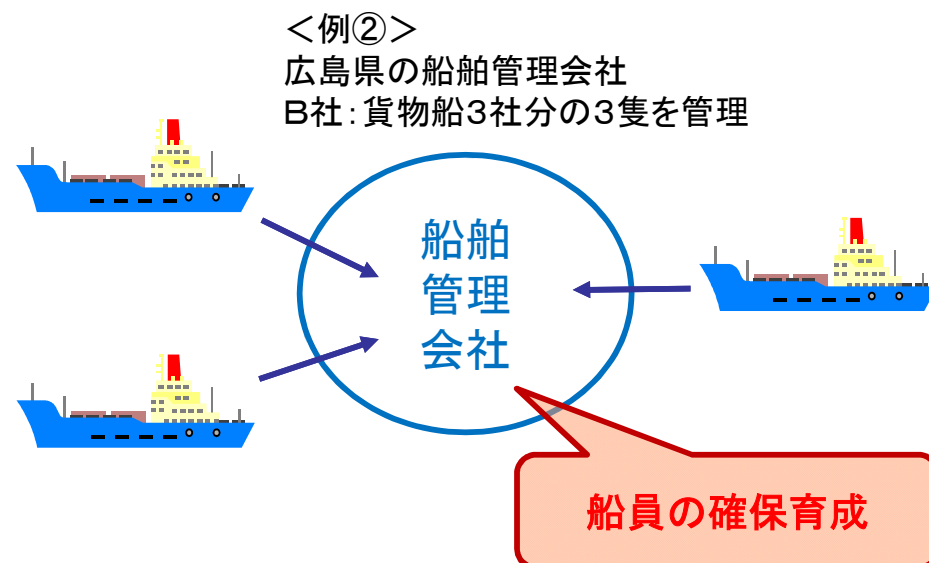 ＜例②＞
広島県の船舶管理会社
Ｂ社：貨物船３社分の３隻を管理
船舶
管理
会社
船員の確保育成